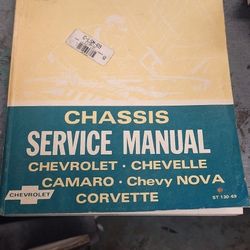 CHASSIS
SERVICE MANUAL
CHEVROLET · CHEVELLE
CAMARO · Chevy NOVA
CORVETTE
CHEVROLET
ST 130-69